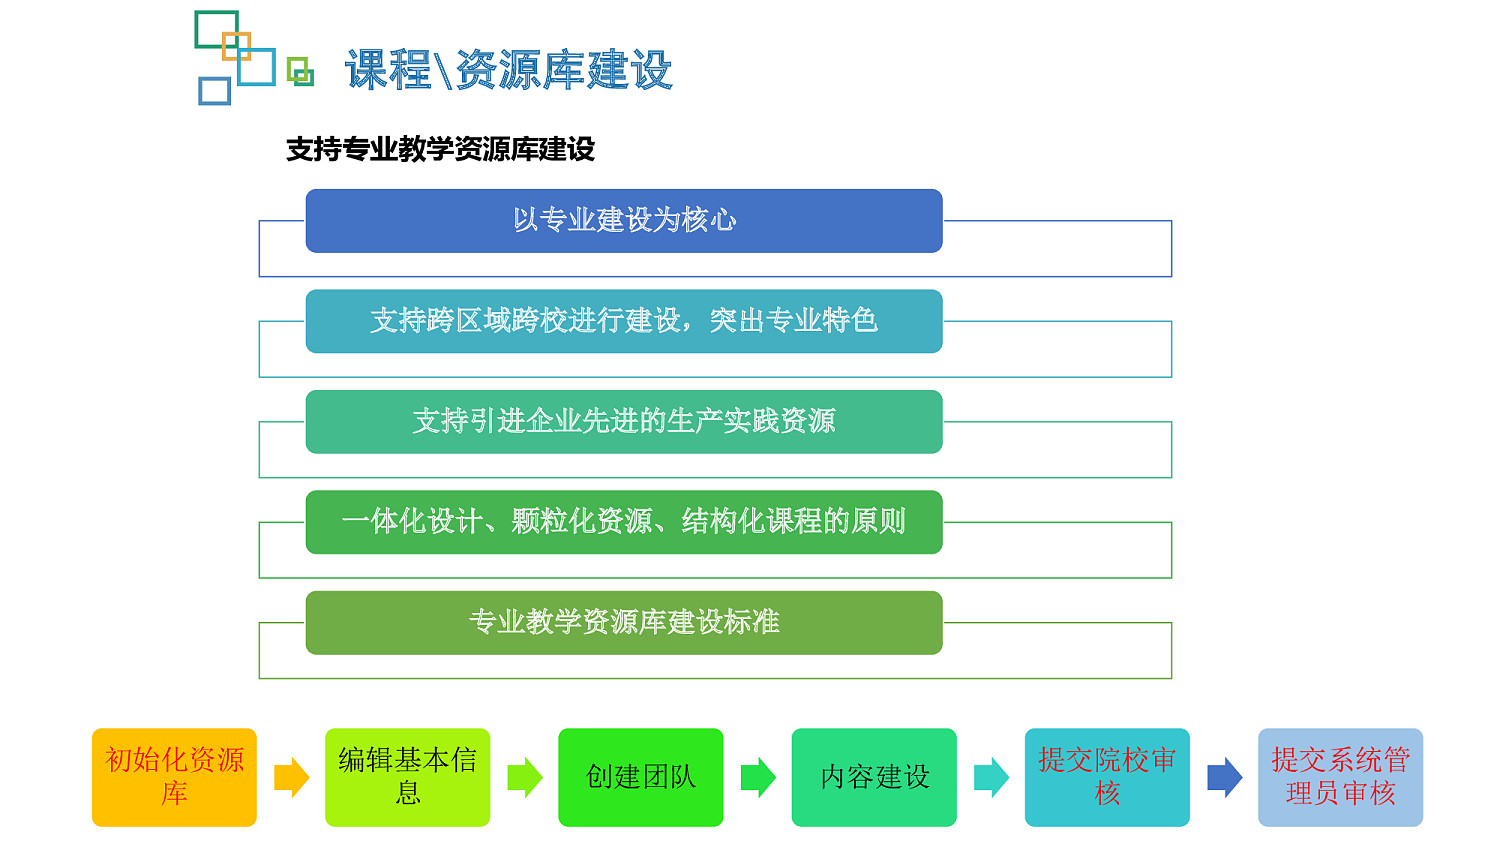 课程\资源库建设
支持专业教学资源库建设
以专业建设为核心
支持跨区域跨校进行建设，突出专业特色
支持引进企业先进的生产实践资源
一体化设计、颗粒化资源、结构化课程的原则
专业教学资源库建设标准
初始化资源
库
编辑基本信
息
创建团队
内容建设
提交院校审
核
提交系统管
理员审核